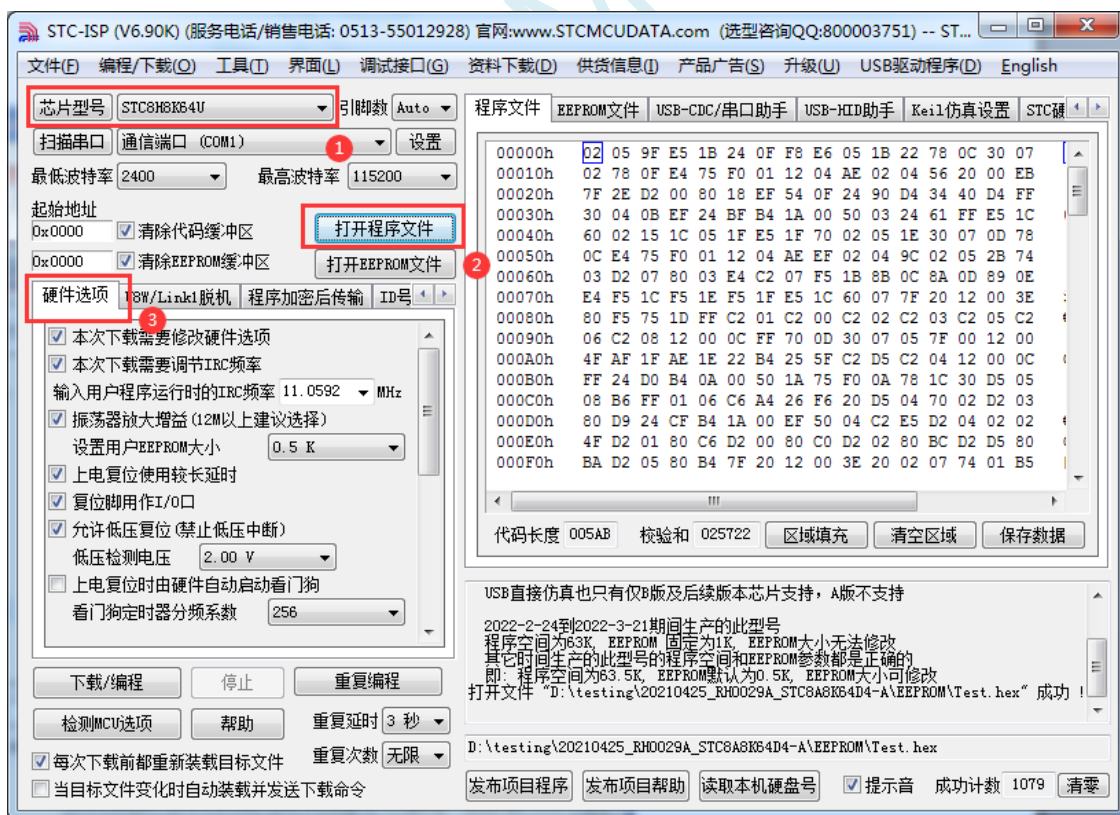 STC-ISP (V6.90K) (服务电话/销售电话: 0513-55012928) 官网:www.STCMCUDATA.com (选型咨询QQ:800003751) -- ST...
文件(F) 编程/下载(O) 工具(T) 界面(L) 调试接口(G) 资料下载(D) 供货信息(I) 产品广告(S) 升级(U) USB驱动程序(D) English
芯片型号 STC8H8K64U 引脚数 Auto
扫描串口 通信端口 (COM1) 设置
1
最低波特率 2400 最高波特率 115200
起始地址
0x0000 清除代码缓冲区 打开程序文件
0x0000 清除EEPROM缓冲区 打开EEPROM文件
2
硬件选项 U8W/Link1脱机 程序加密后传输 ID号
3
本次下载需要修改硬件选项
本次下载需要调节IRC频率
输入用户程序运行时的IRC频率 11.0592 MHz
振荡器放大增益(12M以上建议选择)
设置用户EEPROM大小 0.5 K
上电复位使用较长延时
复位脚用作I/O口
允许低压复位(禁止低压中断)
低压检测电压 2.00 V
上电复位时由硬件自动启动看门狗
看门狗定时器分频系数 256
下载/编程 停止 重复编程
检测MCU选项 帮助 重复延时 3 秒
每次下载前都重新装载目标文件 重复次数 无限
当目标文件变化时自动装载并发送下载命令
程序文件 EEPROM文件 USB-CDC/串口助手 USB-HID助手 Keil仿真设置 STC硬
00000h 02 05 9F E5 1B 24 0F F8 E6 05 1B 22 78 0C 30 07
00010h 02 78 0F E4 75 F0 01 12 04 AE 02 04 56 20 00 EB
00020h 7F 2E D2 00 80 18 EF 54 0F 24 90 D4 34 40 D4 FF
00030h 30 04 0B EF 24 BF B4 1A 00 50 03 24 61 FF E5 1C
00040h 60 02 15 1C 05 1F E5 1F 70 02 05 1E 30 07 0D 78
00050h 0C E4 75 F0 01 12 04 AE EF 02 04 9C 02 05 2B 74
00060h 03 D2 07 80 03 E4 C2 07 F5 1B 8B 0C 8A 0D 89 0E
00070h E4 F5 1C F5 1E F5 1F E5 1C 60 07 7F 20 12 00 3E
00080h 80 F5 75 1D FF C2 01 C2 00 C2 02 C2 03 C2 05 C2
00090h 06 C2 08 12 00 0C FF 70 0D 30 07 05 7F 00 12 00
000A0h 4F AF 1F AE 1E 22 B4 25 5F C2 D5 C2 04 12 00 0C
000B0h FF 24 D0 B4 0A 00 50 1A 75 F0 0A 78 1C 30 D5 05
000C0h 08 B6 FF 01 06 C6 A4 26 F6 20 D5 04 70 02 D2 03
000D0h 80 D9 24 CF B4 1A 00 EF 50 04 C2 E5 D2 04 02 02
000E0h 4F D2 01 80 C6 D2 00 80 C0 D2 02 80 BC D2 D5 80
000F0h BA D2 05 80 B4 7F 20 12 00 3E 20 02 07 74 01 B5
代码长度 005AB 校验和 025722 区域填充 清空区域 保存数据
USB直接仿真也只有仅B版及后续版本芯片支持，A版不支持
2022-2-24到2022-3-21期间生产的此型号
程序空间为63K, EEPROM 固定为1K, EEPROM大小无法修改
其它时间生产的此型号的程序空间和EEPROM参数都是正确的
即: 程序空间为63.5K, EEPROM默认为0.5K, EEPROM大小可修改
打开文件 "D:\testing\20210425_RH0029A_STC8A8K64D4-A\EEPROM\Test.hex" 成功 !
D:\testing\20210425_RH0029A_STC8A8K64D4-A\EEPROM\Test.hex
发布项目程序 发布项目帮助 读取本机硬盘号 提示音 成功计数 1079 清零